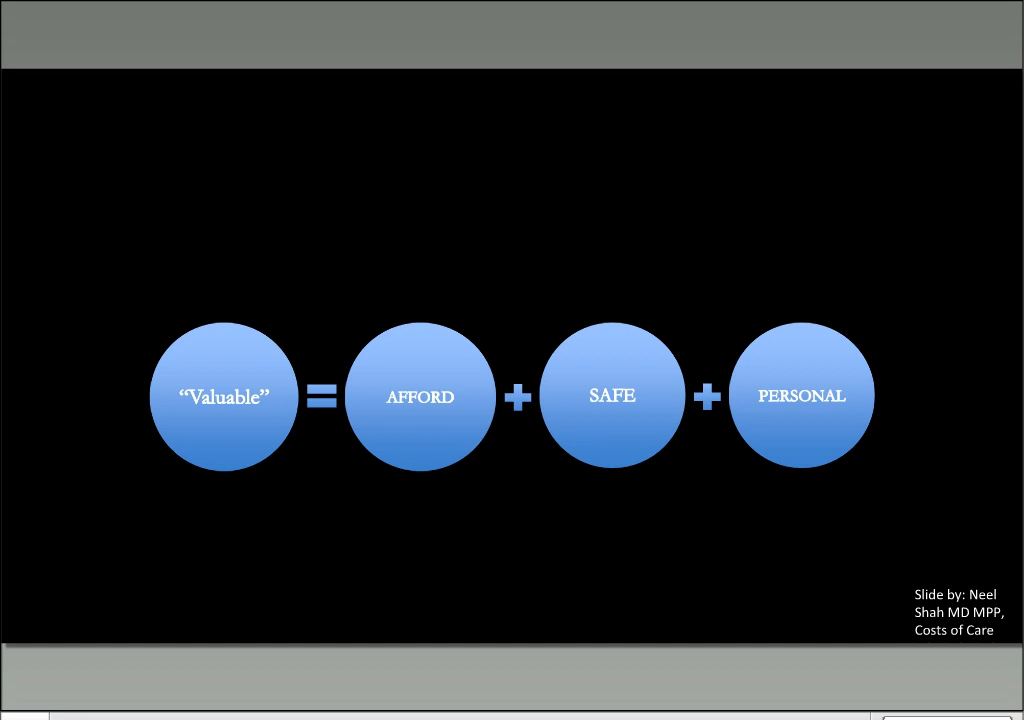 “Valuable” = AFFORD + SAFE + PERSONAL
Slide by: Neel
Shah MD MPP,
Costs of Care